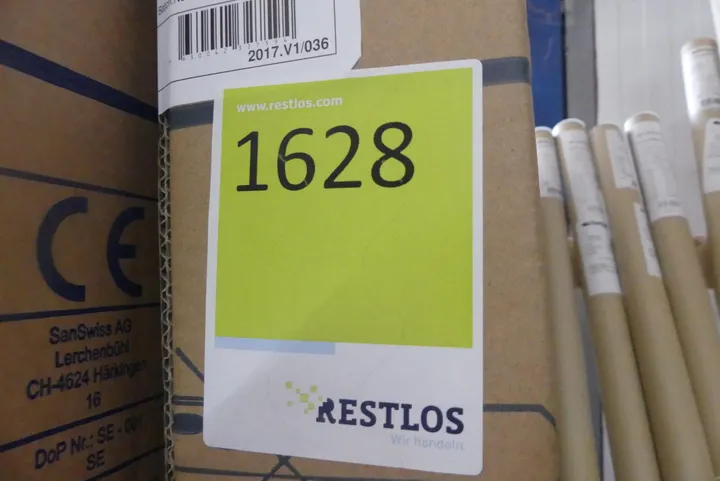 2017.V1/036
www.restlos.com
1628
RESTLOS
Wir handeln.
CE
SanSwiss AG
Lerchenbühl
CH-4624 Härkingen
16
DoP Nr.: SE - 001
SE